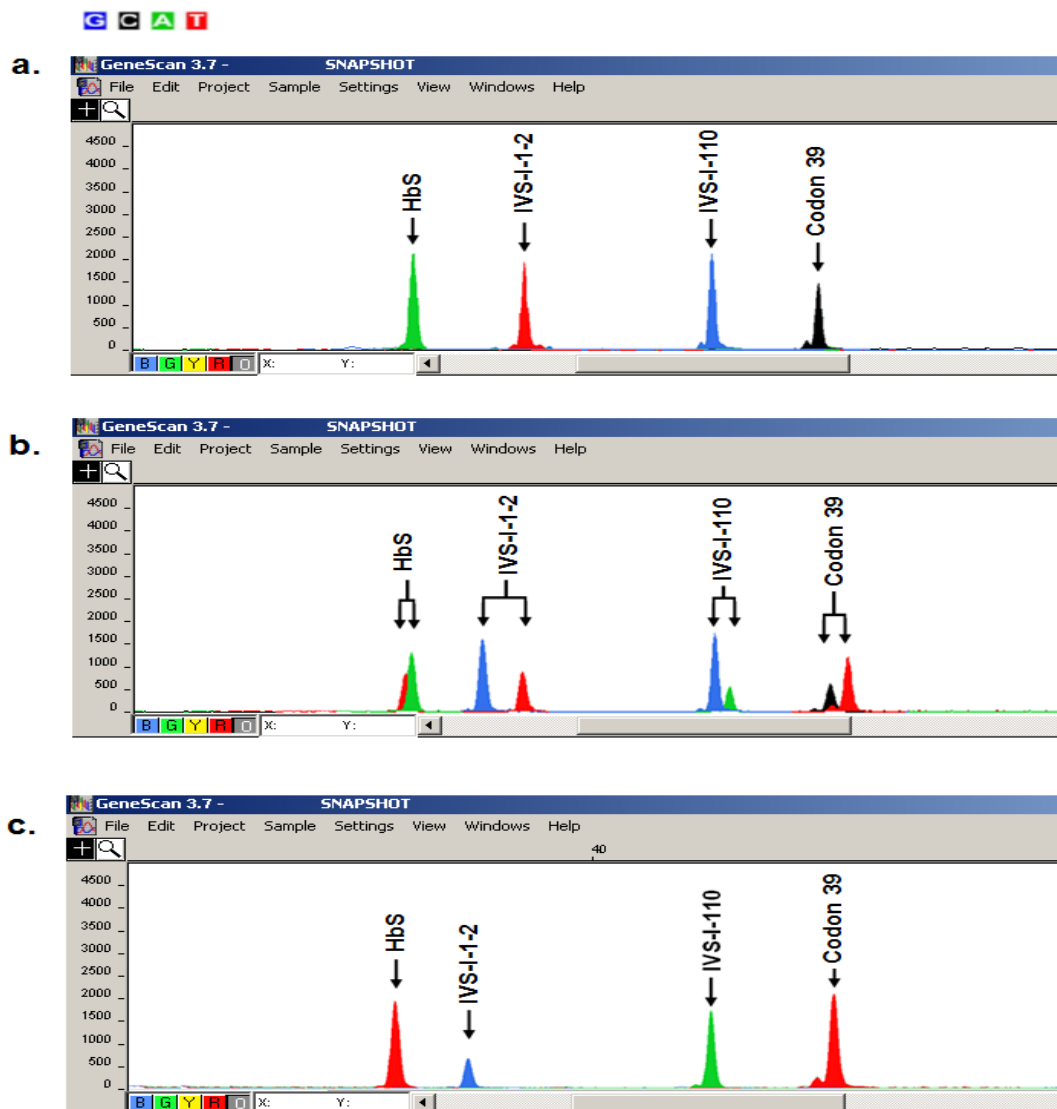 G C A T
a.
GeneScan 3.7 - SNAPSHOT
File Edit Project Sample Settings View Windows Help
4500
4000
3500
3000
2500
2000
1500
1000
500
0
HbS
IVS-I-1-2
IVS-I-110
Codon 39
B G Y R O X: Y:
b.
GeneScan 3.7 - SNAPSHOT
File Edit Project Sample Settings View Windows Help
4500
4000
3500
3000
2500
2000
1500
1000
500
0
HbS
IVS-I-1-2
IVS-I-110
Codon 39
B G Y R O X: Y:
c.
GeneScan 3.7 - SNAPSHOT
File Edit Project Sample Settings View Windows Help
40
4500
4000
3500
3000
2500
2000
1500
1000
500
0
HbS
IVS-I-1-2
IVS-I-110
Codon 39
B G Y R O X: Y: